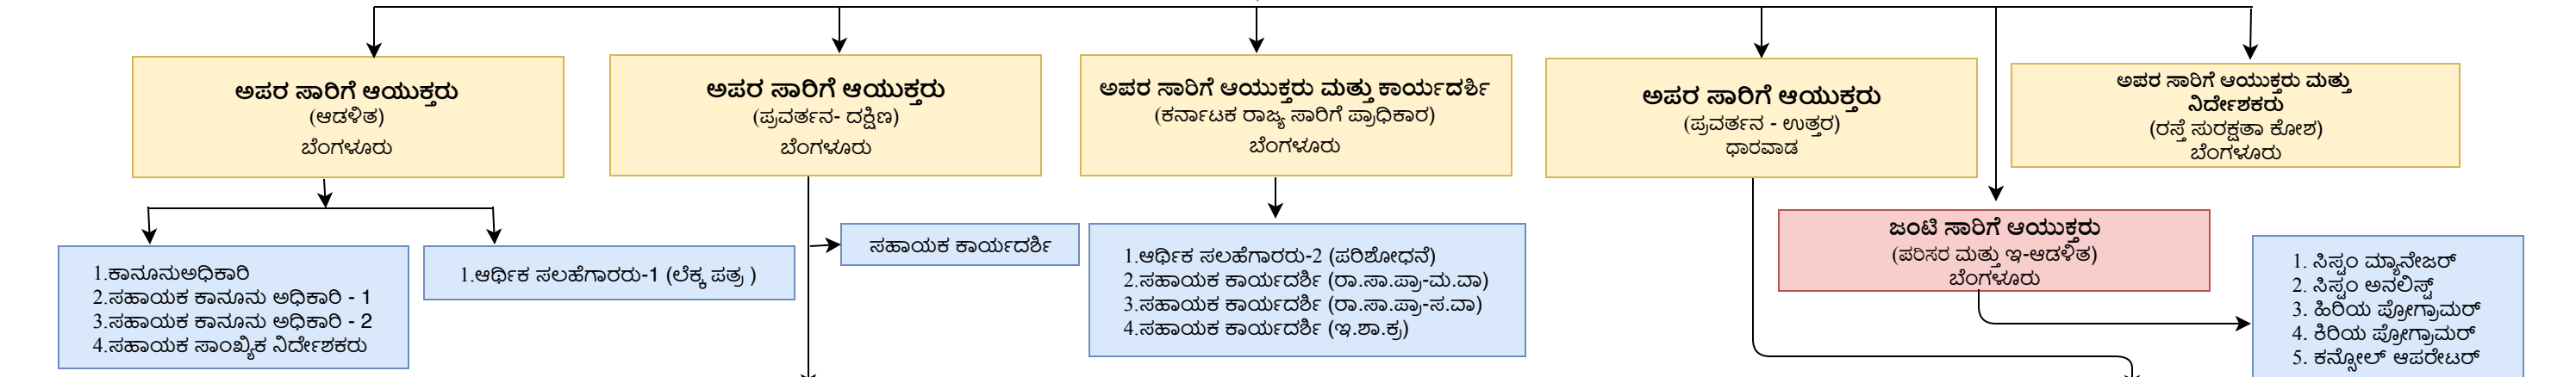 ಅಪರ ಸಾರಿಗೆ ಆಯುಕ್ತರು
(ಆಡಳಿತ)
ಬೆಂಗಳೂರು
ಅಪರ ಸಾರಿಗೆ ಆಯುಕ್ತರು
(ಪ್ರವರ್ತನ- ದಕ್ಷಿಣ)
ಬೆಂಗಳೂರು
ಅಪರ ಸಾರಿಗೆ ಆಯುಕ್ತರು ಮತ್ತು ಕಾರ್ಯದರ್ಶಿ
(ಕರ್ನಾಟಕ ರಾಜ್ಯ ಸಾರಿಗೆ ಪ್ರಾಧಿಕಾರ)
ಬೆಂಗಳೂರು
ಅಪರ ಸಾರಿಗೆ ಆಯುಕ್ತರು
(ಪ್ರವರ್ತನ - ಉತ್ತರ)
ಧಾರವಾಡ
ಅಪರ ಸಾರಿಗೆ ಆಯುಕ್ತರು ಮತ್ತು
ನಿರ್ದೇಶಕರು
(ರಸ್ತೆ ಸುರಕ್ಷತಾ ಕೋಶ)
ಬೆಂಗಳೂರು
1.ಕಾನೂನುಅಧಿಕಾರಿ
2.ಸಹಾಯಕ ಕಾನೂನು ಅಧಿಕಾರಿ - 1
3.ಸಹಾಯಕ ಕಾನೂನು ಅಧಿಕಾರಿ - 2
4.ಸಹಾಯಕ ಸಾಂಖ್ಯಿಕ ನಿರ್ದೇಶಕರು
1.ಆರ್ಥಿಕ ಸಲಹೆಗಾರರು-1 (ಲೆಕ್ಕ ಪತ್ರ )
ಸಹಾಯಕ ಕಾರ್ಯದರ್ಶಿ
1.ಆರ್ಥಿಕ ಸಲಹೆಗಾರರು-2 (ಪರಿಶೋಧನೆ)
2.ಸಹಾಯಕ ಕಾರ್ಯದರ್ಶಿ (ರಾ.ಸಾ.ಪ್ರಾ-ಮ.ವಾ)
3.ಸಹಾಯಕ ಕಾರ್ಯದರ್ಶಿ (ರಾ.ಸಾ.ಪ್ರಾ-ಸ.ವಾ)
4.ಸಹಾಯಕ ಕಾರ್ಯದರ್ಶಿ (ಇ.ಶಾ.ಕ್ರ)
ಜಂಟಿ ಸಾರಿಗೆ ಆಯುಕ್ತರು
(ಪರಿಸರ ಮತ್ತು ಇ-ಆಡಳಿತ)
ಬೆಂಗಳೂರು
1. ಸಿಸ್ಟಂ ಮ್ಯಾನೇಜರ್
2. ಸಿಸ್ಟಂ ಅನಲಿಸ್ಟ್
3. ಹಿರಿಯ ಪ್ರೋಗ್ರಾಮರ್
4. ಕಿರಿಯ ಪ್ರೋಗ್ರಾಮರ್
5. ಕನ್ಸೋಲ್ ಆಪರೇಟರ್